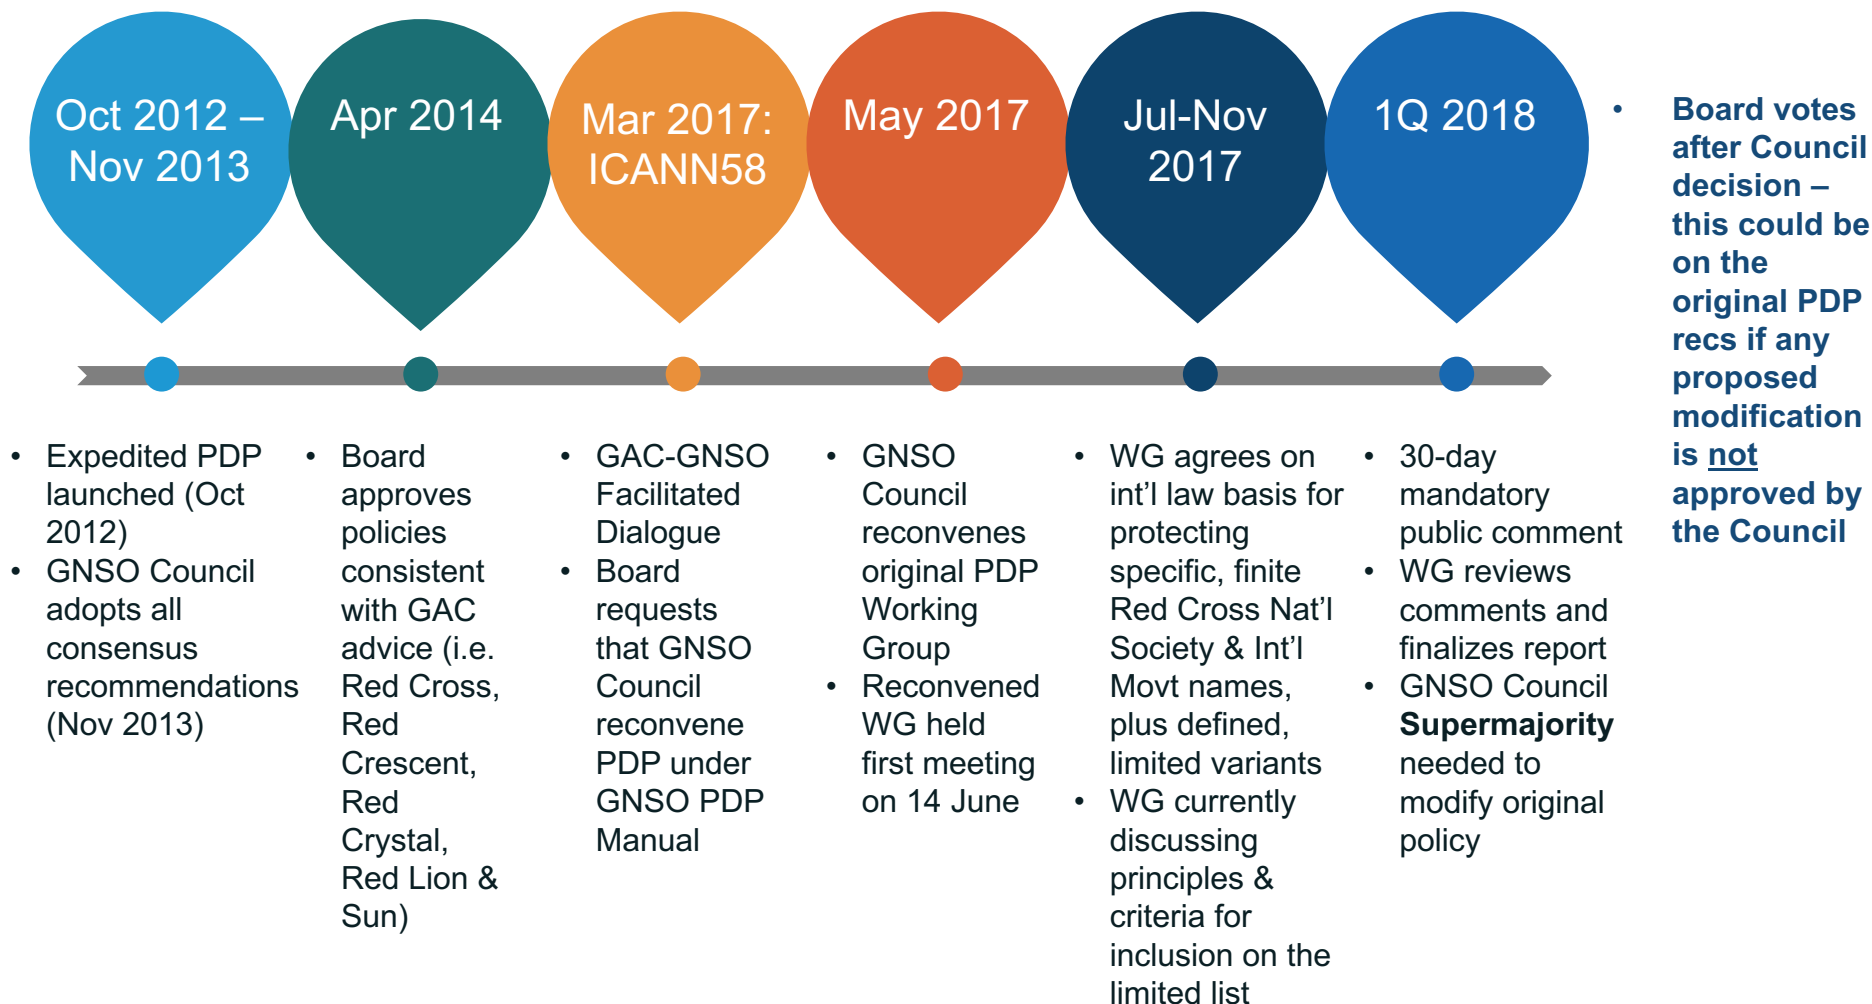 Oct 2012 –
Nov 2013
Apr 2014
Mar 2017:
ICANN58
May 2017
Jul-Nov
2017
1Q 2018
• Expedited PDP
launched (Oct
2012)
• GNSO Council
adopts all
consensus
recommendations
(Nov 2013)
• Board
approves
policies
consistent
with GAC
advice (i.e.
Red Cross,
Red
Crescent,
Red
Crystal,
Red Lion &
Sun)
• GAC-GNSO
Facilitated
Dialogue
• Board
requests
that GNSO
Council
reconvene
PDP under
GNSO PDP
Manual
• GNSO
Council
reconvenes
original PDP
Working
Group
• Reconvened
WG held
first meeting
on 14 June
• WG agrees on
int’l law basis for
protecting
specific, finite
Red Cross Nat’l
Society & Int’l
Movt names,
plus defined,
limited variants
• WG currently
discussing
principles &
criteria for
inclusion on the
limited list
• 30-day
mandatory
public comment
• WG reviews
comments and
finalizes report
• GNSO Council
Supermajority
needed to
modify original
policy
• Board votes
after Council
decision –
this could be
on the
original PDP
recs if any
proposed
modification
is not
approved by
the Council